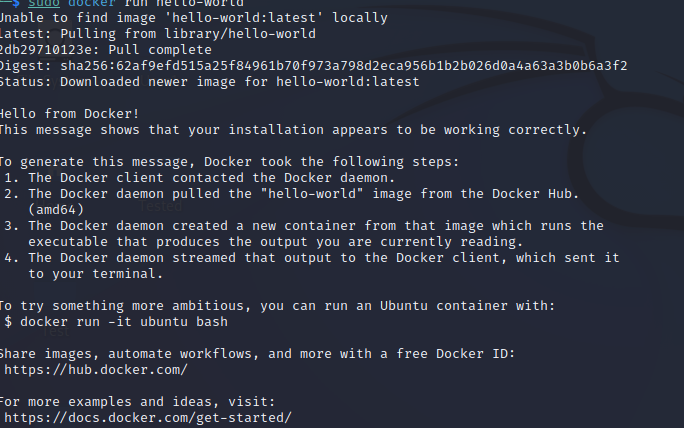 $ sudo docker run hello-world
Unable to find image 'hello-world:latest' locally
latest: Pulling from library/hello-world
2db29710123e: Pull complete
Digest: sha256:62af9efd515a25f84961b70f973a798d2eca956b1b2b026d0a4a63a3b0b6a3f2
Status: Downloaded newer image for hello-world:latest
Hello from Docker!
This message shows that your installation appears to be working correctly.
To generate this message, Docker took the following steps:
1. The Docker client contacted the Docker daemon.
2. The Docker daemon pulled the "hello-world" image from the Docker Hub.
(amd64)
3. The Docker daemon created a new container from that image which runs the
executable that produces the output you are currently reading.
4. The Docker daemon streamed that output to the Docker client, which sent it
to your terminal.
To try something more ambitious, you can run an Ubuntu container with:
$ docker run -it ubuntu bash
Share images, automate workflows, and more with a free Docker ID:
https://hub.docker.com/
For more examples and ideas, visit:
https://docs.docker.com/get-started/